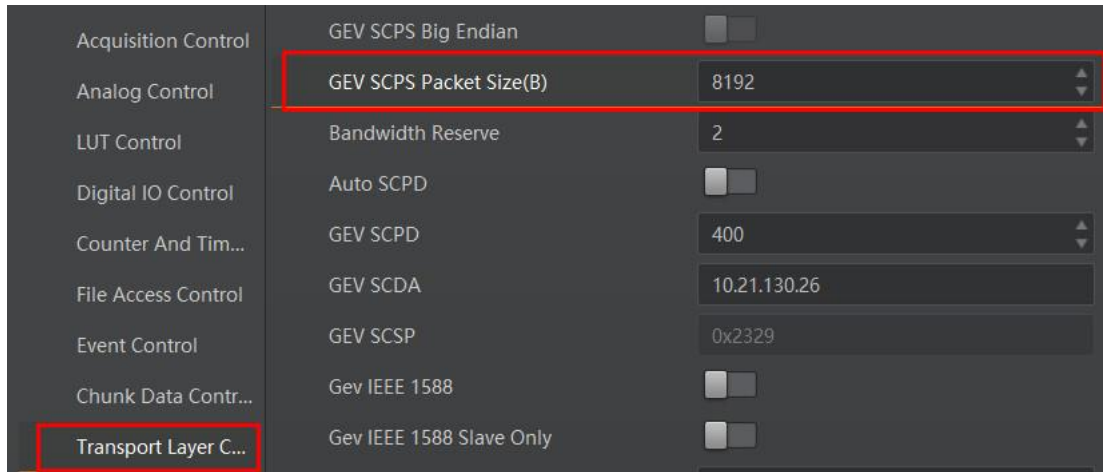 Acquisition Control
Analog Control
LUT Control
Digital IO Control
Counter And Tim...
File Access Control
Event Control
Chunk Data Contr...
Transport Layer C...
GEV SCPS Big Endian
GEV SCPS Packet Size(B) 8192
Bandwidth Reserve 2
Auto SCPD
GEV SCPD 400
GEV SCDA 10.21.130.26
GEV SCSP 0x2329
Gev IEEE 1588
Gev IEEE 1588 Slave Only